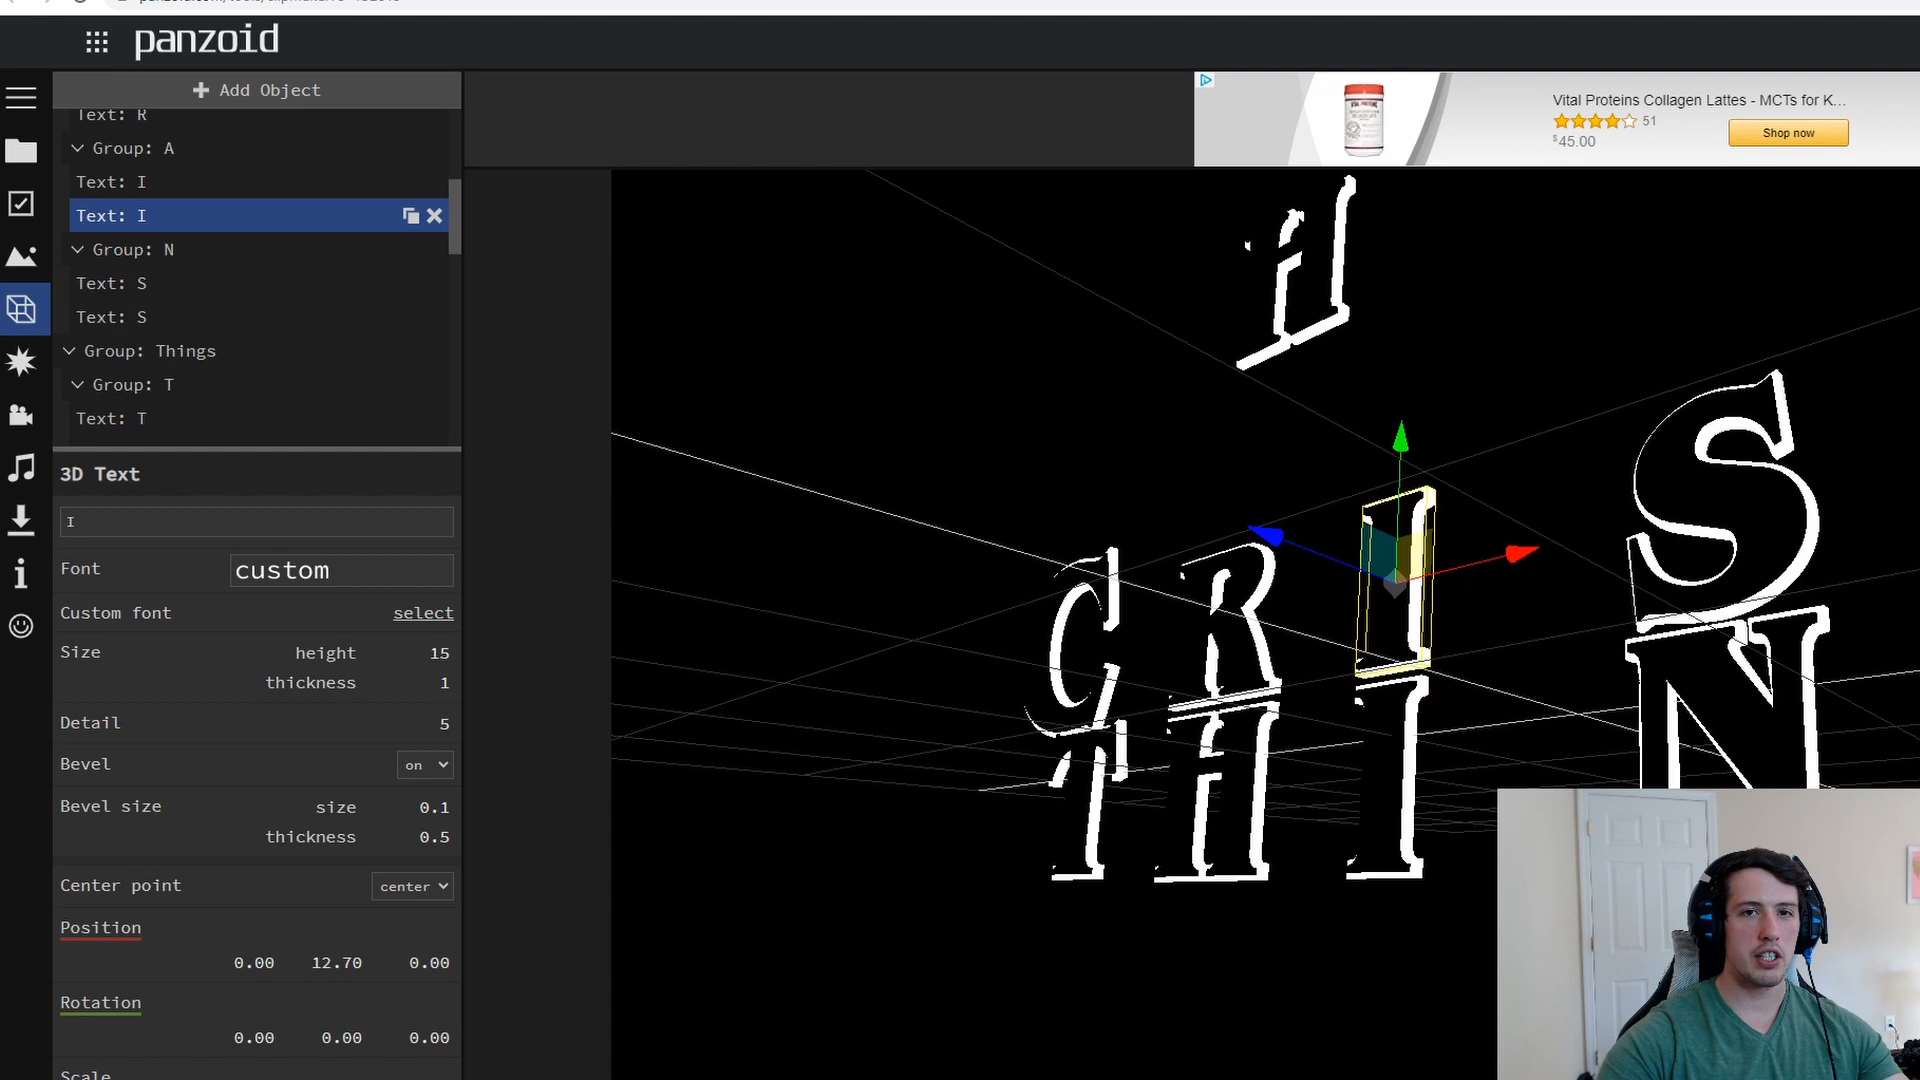 panzoid
Add Object
Text: R
Group: A
Text: I
Text: I
Group: N
Text: S
Text: S
Group: Things
Group: T
Text: T
3D Text
I
Font custom
Custom font select
Size height 15
thickness 1
Detail 5
Bevel on
Bevel size size 0.1
thickness 0.5
Center point center
Position
0.00 12.70 0.00
Rotation
0.00 0.00 0.00
Scale
Vital Proteins Collagen Lattes - MCTs for K...
51
$45.00
Shop now
C R I S
T H I N